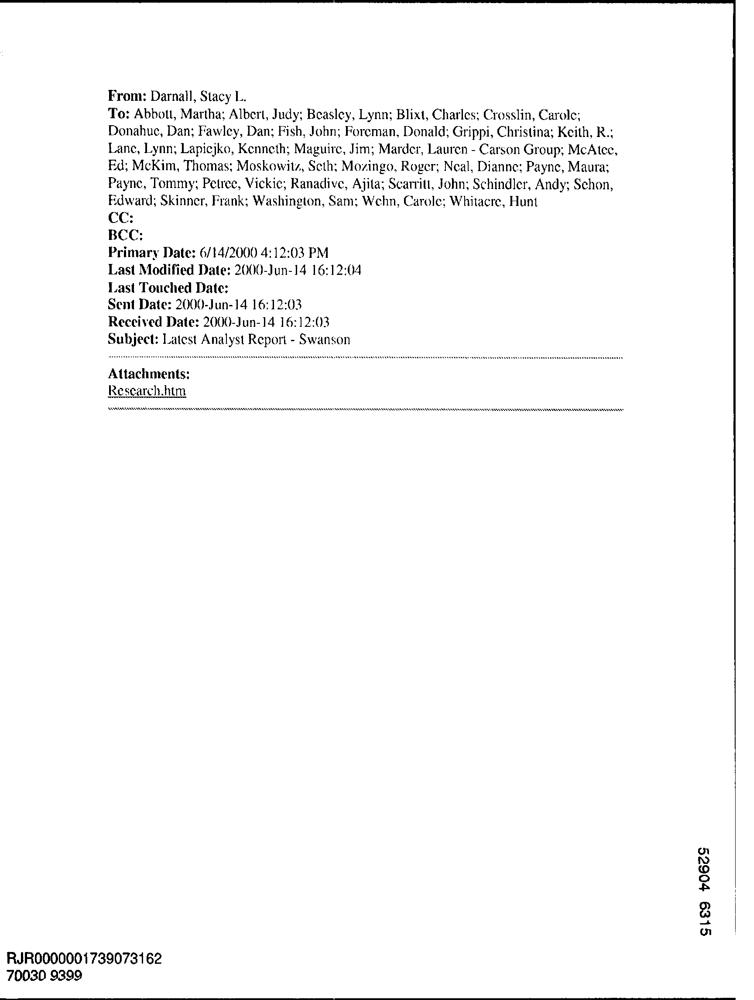 From: Darnall, Stacy L.
To: Abbott, Martha; Albert, Judy; Beasley, Lynn; Blixt, Charles; Crosslin, Carole;
Donahue, Dan; Fawley, Dan; Fish, John; Foreman, Donald; Grippi, Christina; Keith, R.;
Lane, Lynn; Lapiejko, Kenneth; Maguire, Jim; Marder, Lauren - Carson Group; McAtee,
Ed; McKim, Thomas; Moskowitz, Seth; Mozingo, Roger; Neal, Dianne; Payne, Maura;
Payne, Tommy; Petree, Vickie; Ranadive, Ajita; Scarritt, John; Schindler, Andy; Schon,
Edward; Skinner, Frank; Washington, Sam; Wehn, Carole; Whitacre, Hunt
CC:
BCC:
Primary Date: 6/14/2000 4:12:03 PM
Last Modified Date: 2000-Jun-14 16:12:04
Last Touched Date:
Sent Date: 2000-Jun-14 16:12:03
Received Date: 2000-Jun-14 16:12:03
Subject: Latest Analyst Report - Swanson
Attachments:
Research.htm
52904 6315
RJR0000001739073162
70030 9399